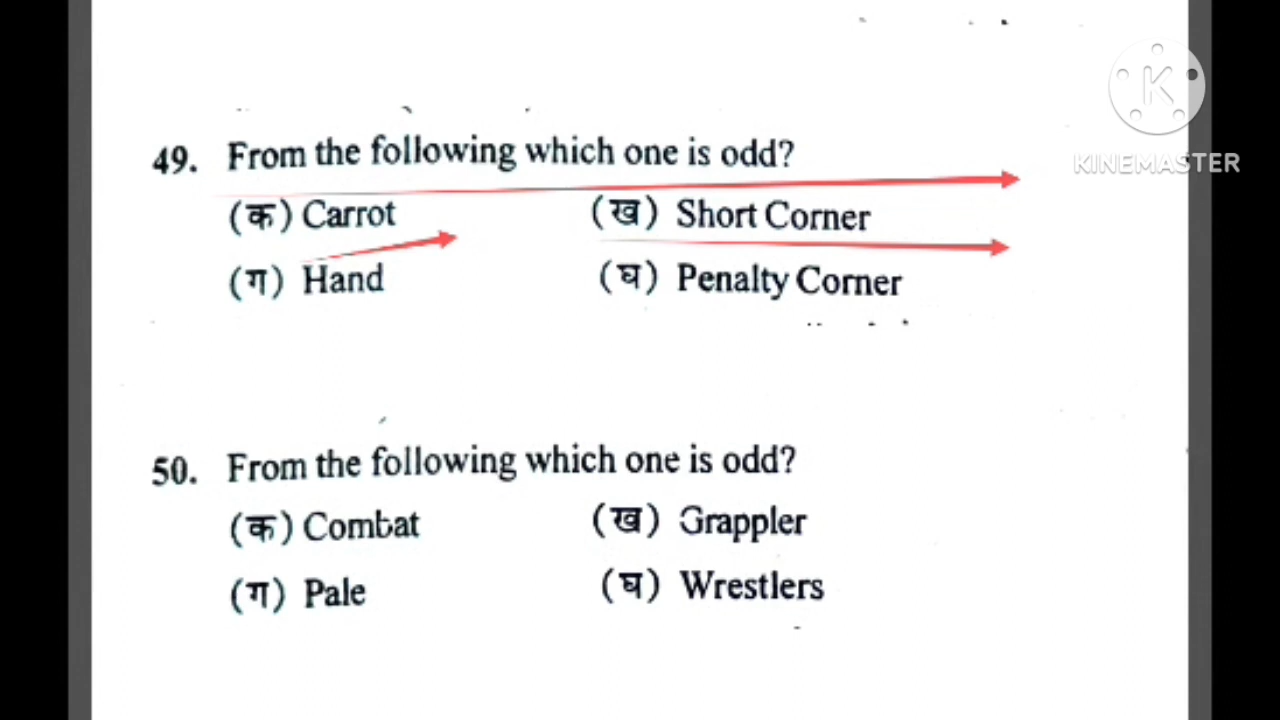 KINEMASTER
49. From the following which one is odd?
(क) Carrot (ख) Short Corner
(ग) Hand (घ) Penalty Corner
50. From the following which one is odd?
(क) Combat (ख) Grappler
(ग) Pale (घ) Wrestlers